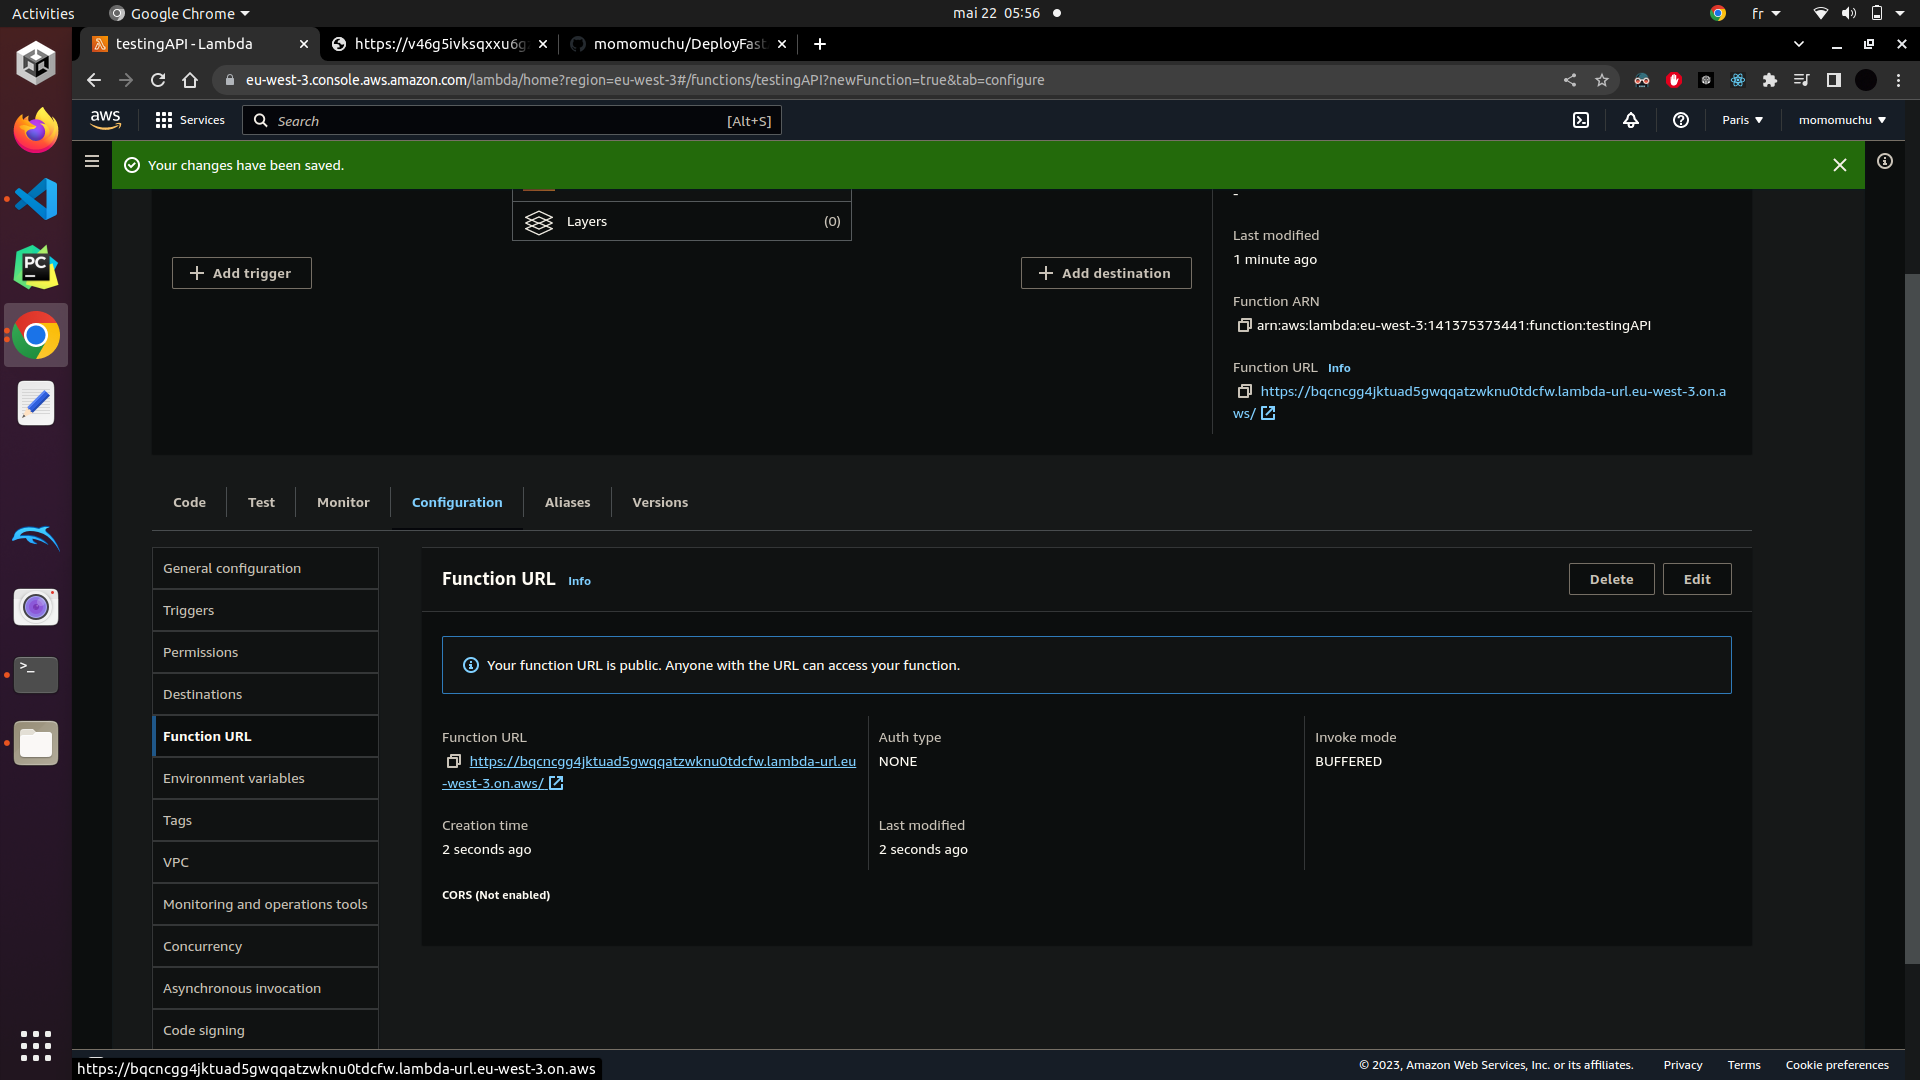 Activities
Google Chrome
mai 22 05:56
fr
testingAPI - Lambda
https://v46g5ivksqxxu6g
momomuchu/DeployFast
eu-west-3.console.aws.amazon.com/lambda/home?region=eu-west-3#/functions/testingAPI?newFunction=true&tab=configure
aws
Services
Search
[Alt+S]
Paris
momomuchu
Your changes have been saved.
-
Layers
(0)
Last modified
1 minute ago
Add trigger
Add destination
Function ARN
arn:aws:lambda:eu-west-3:141375373441:function:testingAPI
Function URL Info
https://bqcncgg4jktuad5gwqqatzwknu0tdcfw.lambda-url.eu-west-3.on.a
ws/
Code
Test
Monitor
Configuration
Aliases
Versions
General configuration
Triggers
Permissions
Destinations
Function URL
Environment variables
Tags
VPC
Monitoring and operations tools
Concurrency
Asynchronous invocation
Code signing
Function URL Info
Delete
Edit
Your function URL is public. Anyone with the URL can access your function.
Function URL
https://bqcncgg4jktuad5gwqqatzwknu0tdcfw.lambda-url.eu
-west-3.on.aws/
Auth type
NONE
Invoke mode
BUFFERED
Creation time
2 seconds ago
Last modified
2 seconds ago
CORS (Not enabled)
https://bqcncgg4jktuad5gwqqatzwknu0tdcfw.lambda-url.eu-west-3.on.aws
© 2023, Amazon Web Services, Inc. or its affiliates.
Privacy
Terms
Cookie preferences
PC
>_